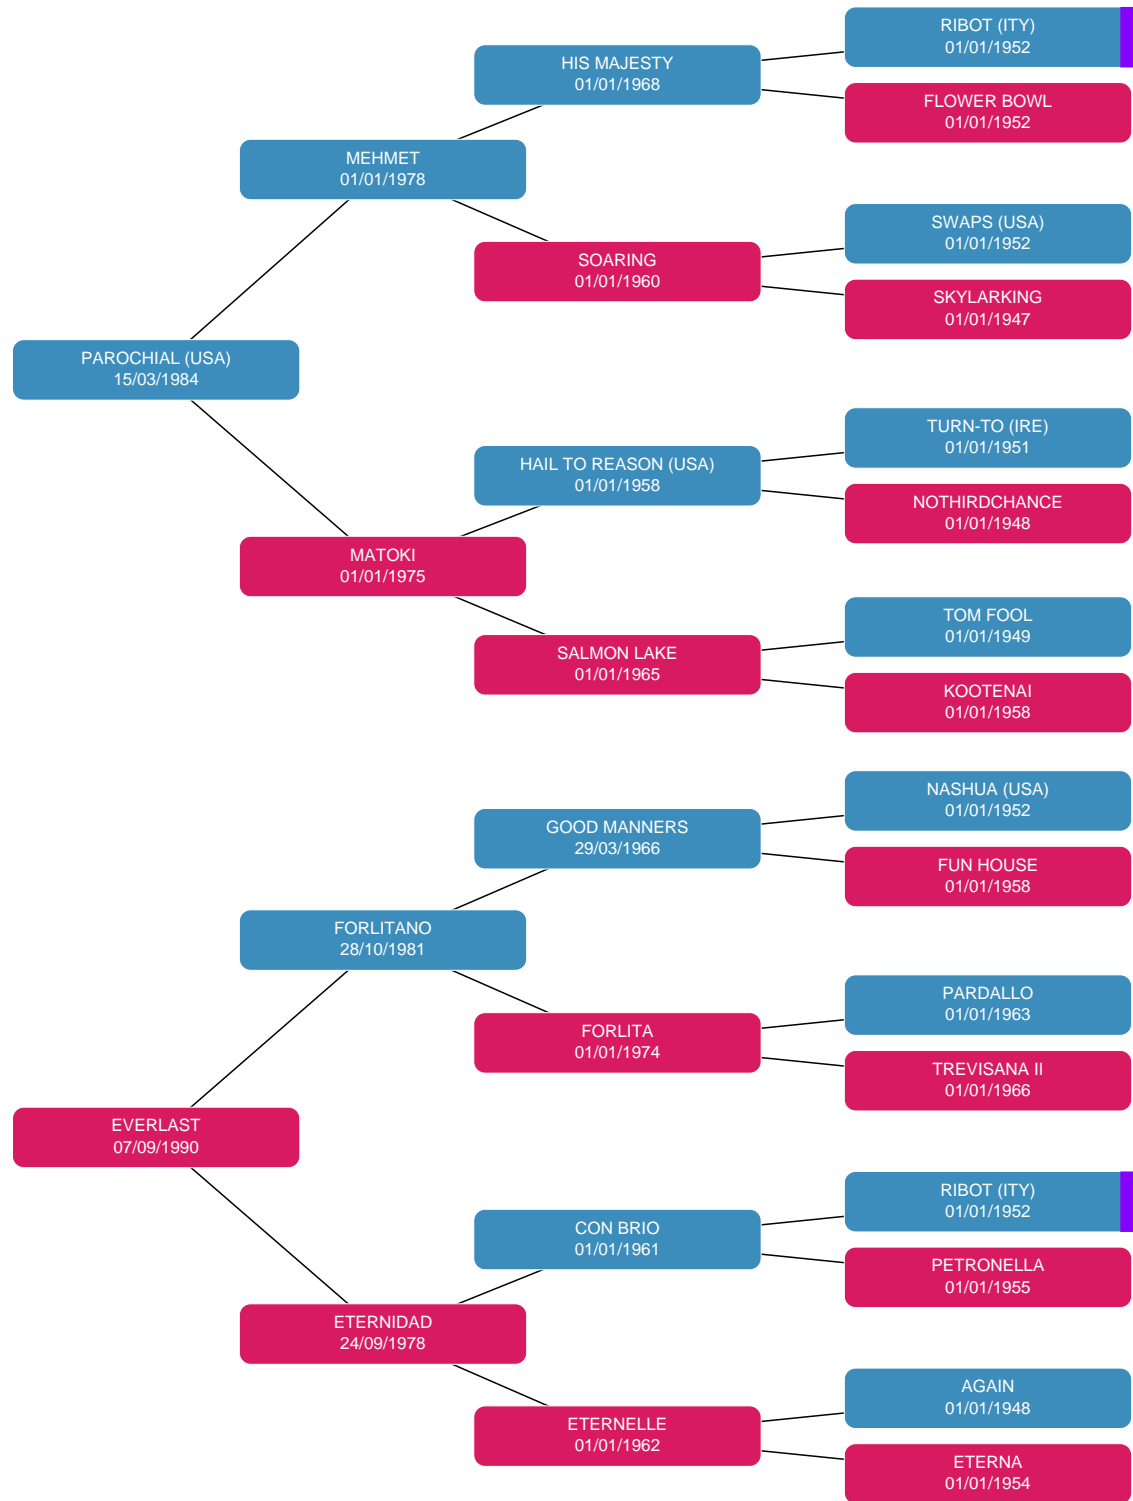 RIBOT (ITY)
01/01/1952
HIS MAJESTY
01/01/1968
FLOWER BOWL
01/01/1952
MEHMET
01/01/1978
SWAPS (USA)
01/01/1952
SOARING
01/01/1960
SKYLARKING
01/01/1947
PAROCHIAL (USA)
15/03/1984
TURN-TO (IRE)
01/01/1951
HAIL TO REASON (USA)
01/01/1958
NOTHIRDCHANCE
01/01/1948
MATOKI
01/01/1975
TOM FOOL
01/01/1949
SALMON LAKE
01/01/1965
KOOTENAI
01/01/1958
NASHUA (USA)
01/01/1952
GOOD MANNERS
29/03/1966
FUN HOUSE
01/01/1958
FORLITANO
28/10/1981
PARDALLO
01/01/1963
FORLITA
01/01/1974
TREVISANA II
01/01/1966
EVERLAST
07/09/1990
RIBOT (ITY)
01/01/1952
CON BRIO
01/01/1961
PETRONELLA
01/01/1955
ETERNIDAD
24/09/1978
AGAIN
01/01/1948
ETERNELLE
01/01/1962
ETERNA
01/01/1954